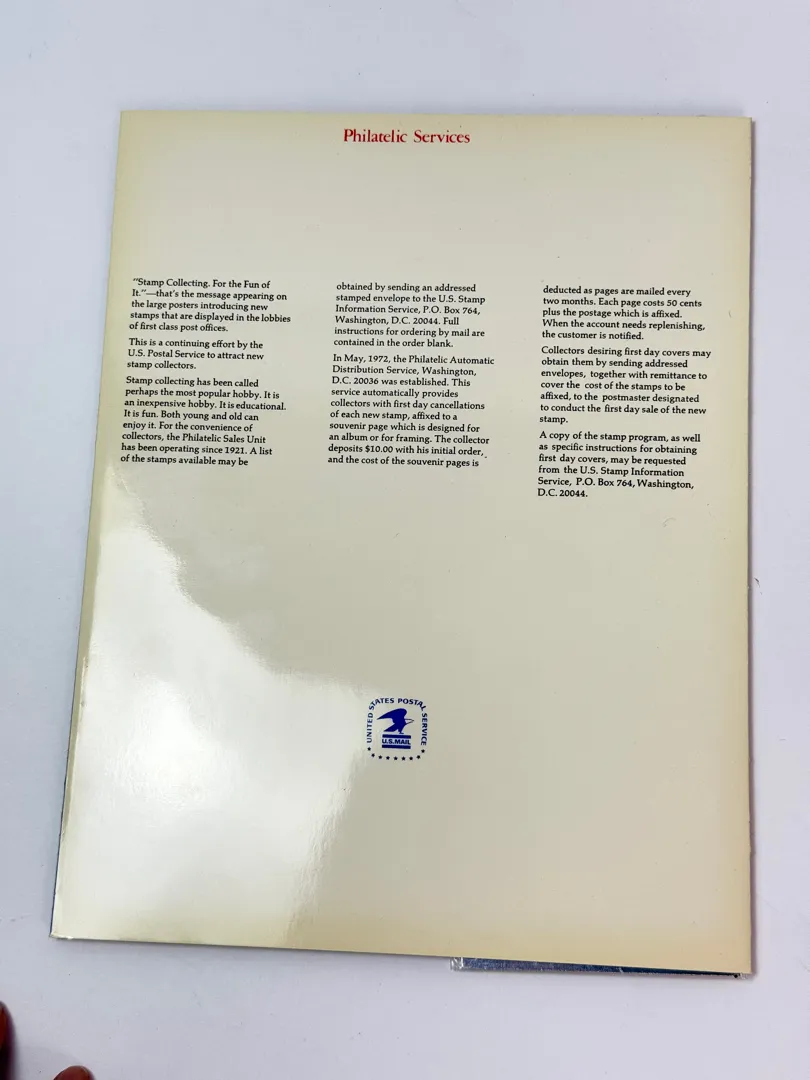 Philatelic Services
"Stamp Collecting. For the Fun of
It."—that's the message appearing on
the large posters introducing new
stamps that are displayed in the lobbies
of first class post offices.
This is a continuing effort by the
U.S. Postal Service to attract new
stamp collectors.
Stamp collecting has been called
perhaps the most popular hobby. It is
an inexpensive hobby. It is educational.
It is fun. Both young and old can
enjoy it. For the convenience of
collectors, the Philatelic Sales Unit
has been operating since 1921. A list
of the stamps available may be
obtained by sending an addressed
stamped envelope to the U.S. Stamp
Information Service, P.O. Box 764,
Washington, D.C. 20044. Full
instructions for ordering by mail are
contained in the order blank.
In May, 1972, the Philatelic Automatic
Distribution Service, Washington,
D.C. 20036 was established. This
service automatically provides
collectors with first day cancellations
of each new stamp, affixed to a
souvenir page which is designed for
an album or for framing. The collector
deposits $10.00 with his initial order,
and the cost of the souvenir pages is
deducted as pages are mailed every
two months. Each page costs 50 cents
plus the postage which is affixed.
When the account needs replenishing,
the customer is notified.
Collectors desiring first day covers may
obtain them by sending addressed
envelopes, together with remittance to
cover the cost of the stamps to be
affixed, to the postmaster designated
to conduct the first day sale of the new
stamp.
A copy of the stamp program, as well
as specific instructions for obtaining
first day covers, may be requested
from the U.S. Stamp Information
Service, P.O. Box 764, Washington,
D.C. 20044.
UNITED STATES POSTAL SERVICE
U.S.MAIL